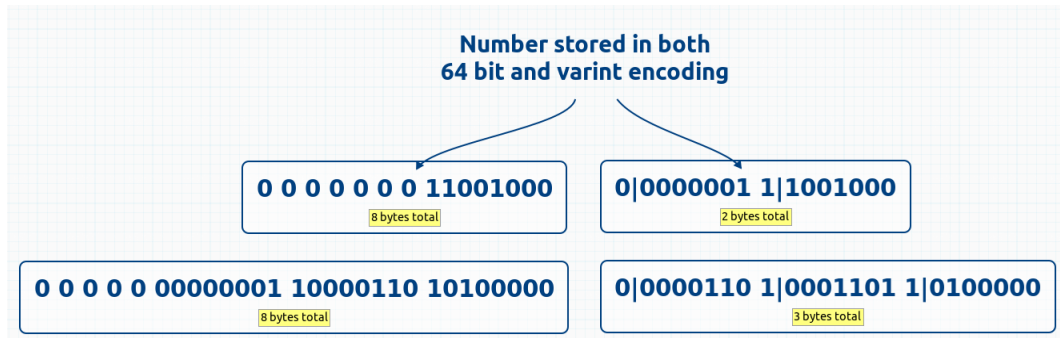 Number stored in both
64 bit and varint encoding
0 0 0 0 0 0 0 11001000
8 bytes total
0|0000001 1|1001000
2 bytes total
0 0 0 0 0 00000001 10000110 10100000
8 bytes total
0|0000110 1|0001101 1|0100000
3 bytes total